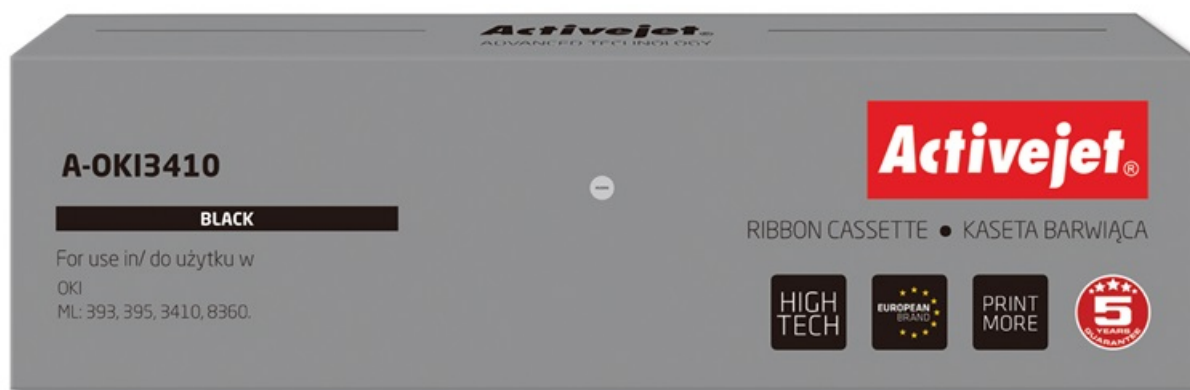 Activejet®
ADVANCED TECHNOLOGY
A-OKI3410
BLACK
For use in/ do użytku w
OKI
ML: 393, 395, 3410, 8360.
Activejet®
RIBBON CASSETTE ● KASETA BARWIĄCA
HIGH TECH
EUROPEAN BRAND
PRINT MORE
5 YEARS GUARANTEE